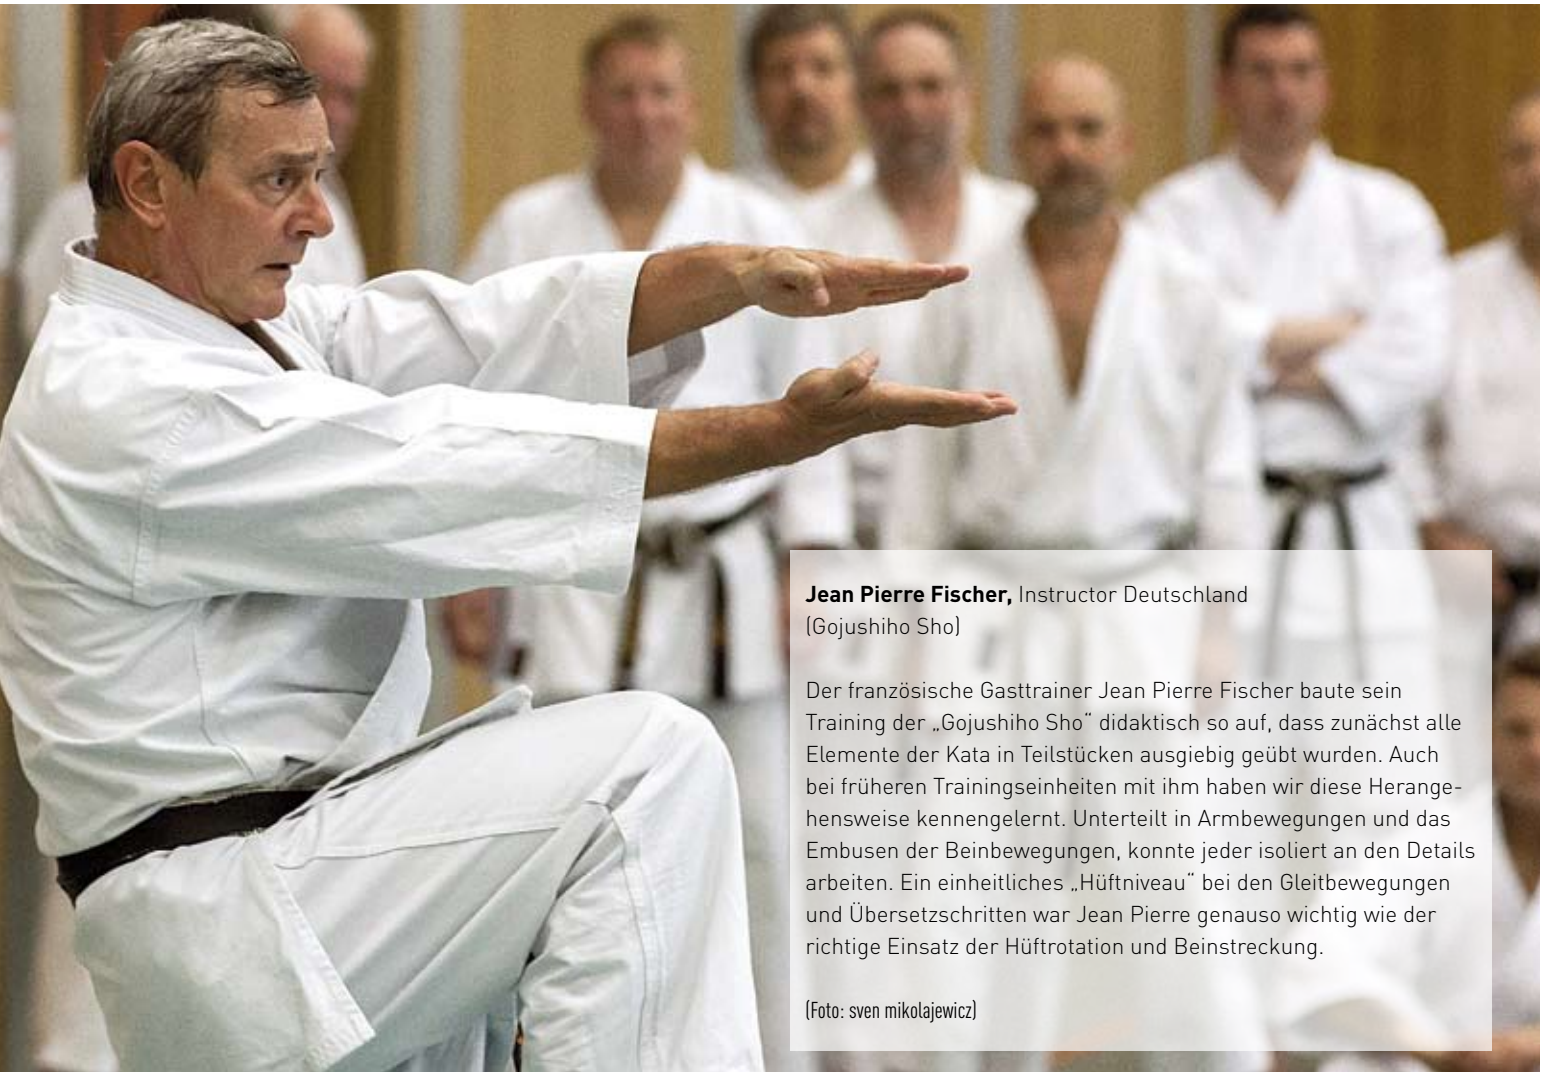 Jean Pierre Fischer, Instructor Deutschland
(Gojushiho Sho)
Der französische Gasttrainer Jean Pierre Fischer baute sein
Training der „Gojushiho Sho“ didaktisch so auf, dass zunächst alle
Elemente der Kata in Teilstücken ausgiebig geübt wurden. Auch
bei früheren Trainingseinheiten mit ihm haben wir diese Herange-
hensweise kennengelernt. Unterteilt in Armbewegungen und das
Embusen der Beinbewegungen, konnte jeder isoliert an den Details
arbeiten. Ein einheitliches „Hüftniveau“ bei den Gleitbewegungen
und Übersetzschritten war Jean Pierre genauso wichtig wie der
richtige Einsatz der Hüftrotation und Beinstreckung.
(Foto: sven mikolajewicz)